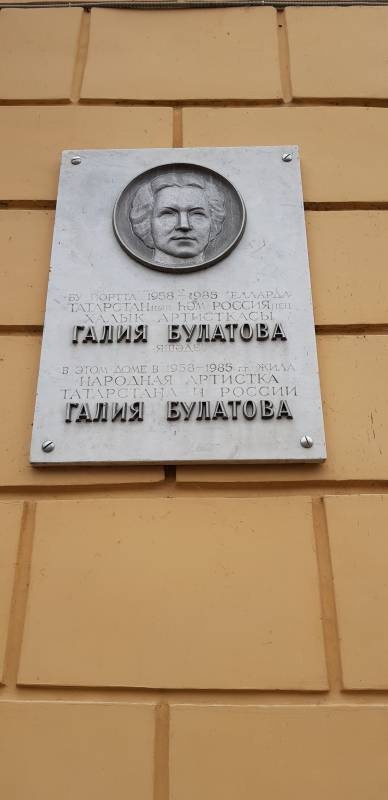 БУ ЙОРТТА 1958-1985 ЕЛЛАРДА
ТАТАРСТАННЫҢ ҺӘМ РОССИЯНЕҢ
ХАЛЫК АРТИСТКАСЫ
ГАЛИЯ БУЛАТОВА
ЯШӘДЕ
В ЭТОМ ДОМЕ В 1958-1985 ГГ. ЖИЛА
НАРОДНАЯ АРТИСТКА
ТАТАРСТАНА И РОССИИ
ГАЛИЯ БУЛАТОВА